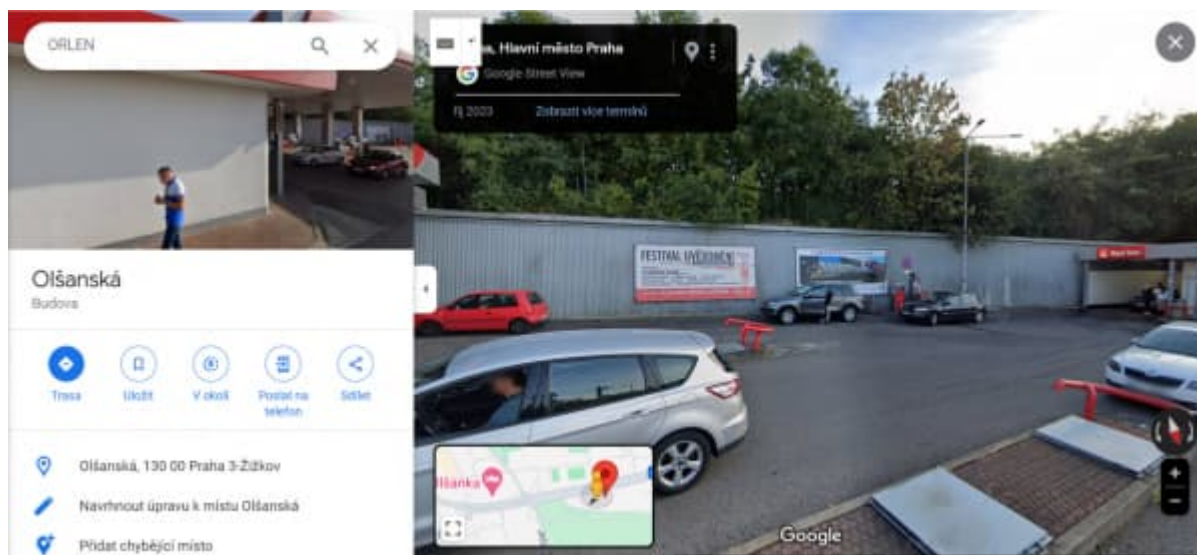 ORLEN
Olšanská
Budova
Trasa
Uložit
V okolí
Poslat na
telefon
Sdílet
Olšanská, 130 00 Praha 3-Žižkov
Navrhnout úpravu k místu Olšanská
Přidat chybějící místo
Hlavní město Praha
Google Street View
říj 2023
Zobrazit více termínů
FESTIVAL
Google